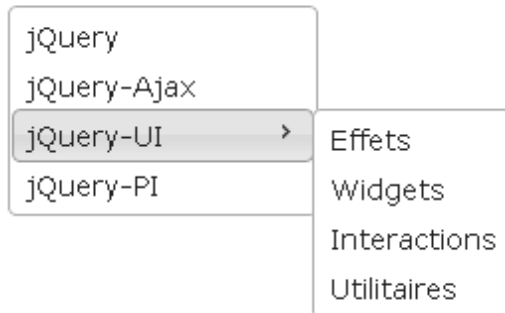 jQuery
jQuery-Ajax
jQuery-UI
jQuery-PI
Effets
Widgets
Interactions
Utilitaires